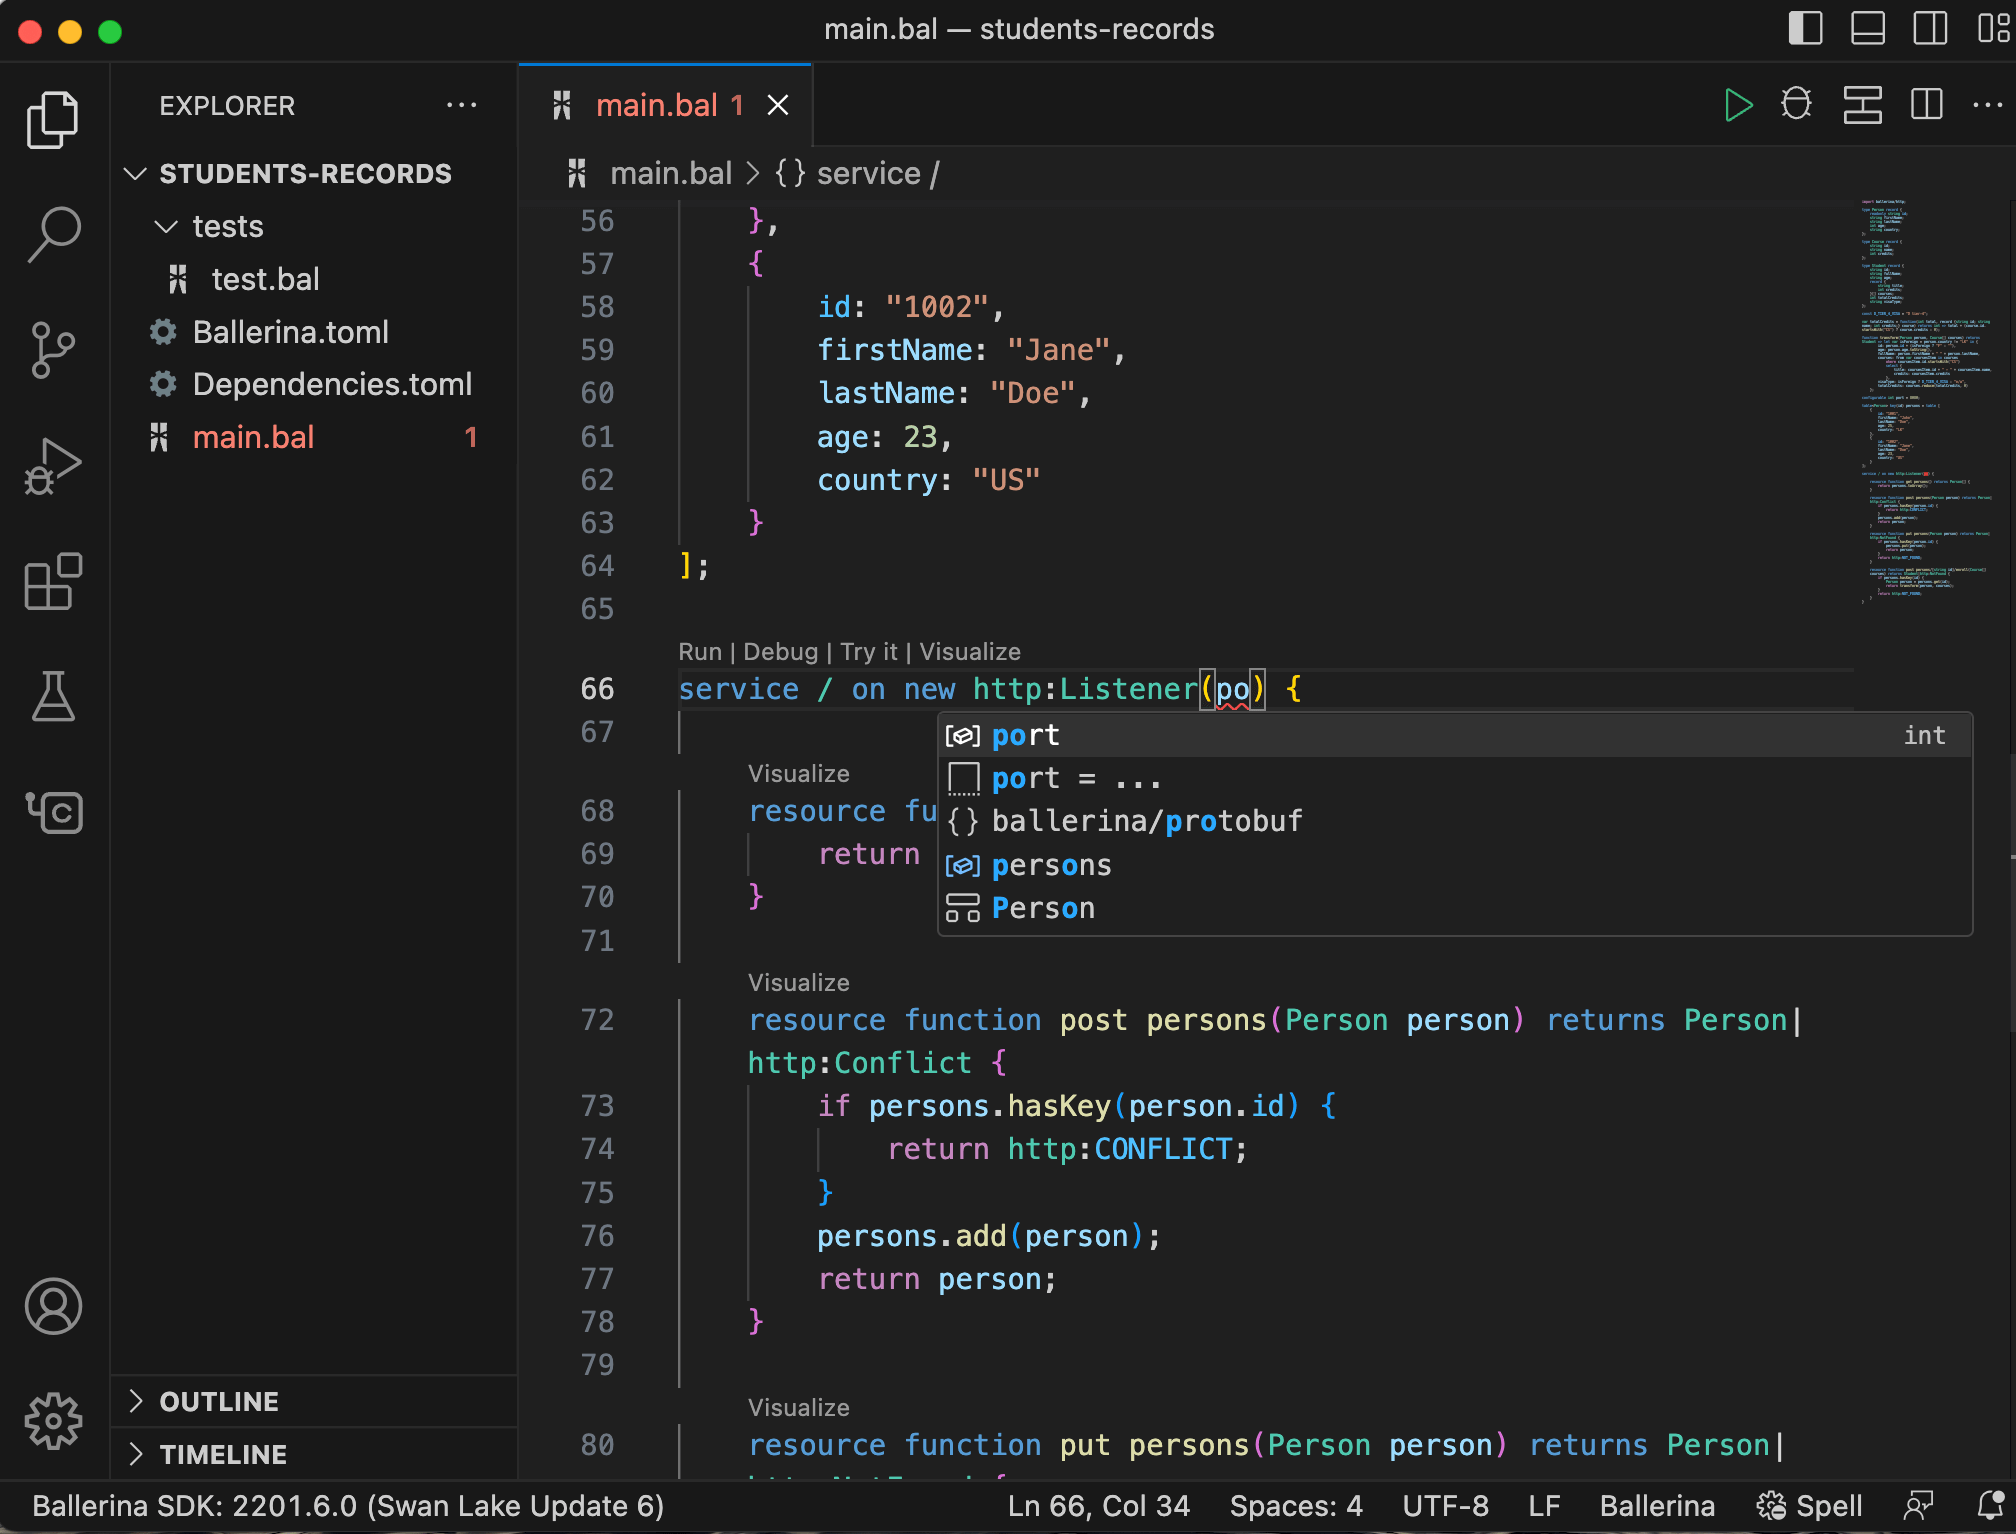 main.bal — students-records
EXPLORER
STUDENTS-RECORDS
tests
test.bal
Ballerina.toml
Dependencies.toml
main.bal 1
OUTLINE
TIMELINE
main.bal 1
main.bal > {} service /
56 },
57 {
58 id: "1002",
59 firstName: "Jane",
60 lastName: "Doe",
61 age: 23,
62 country: "US"
63 }
64 ];
65
Run | Debug | Try it | Visualize
66 service / on new http:Listener(po) {
67
port int
port = ...
ballerina/protobuf
persons
Person
Visualize
68 resource fu
69 return
70 }
71
Visualize
72 resource function post persons(Person person) returns Person|
http:Conflict {
73 if persons.hasKey(person.id) {
74 return http:CONFLICT;
75 }
76 persons.add(person);
77 return person;
78 }
79
Visualize
80 resource function put persons(Person person) returns Person|
Ballerina SDK: 2201.6.0 (Swan Lake Update 6) Ln 66, Col 34 Spaces: 4 UTF-8 LF Ballerina Spell